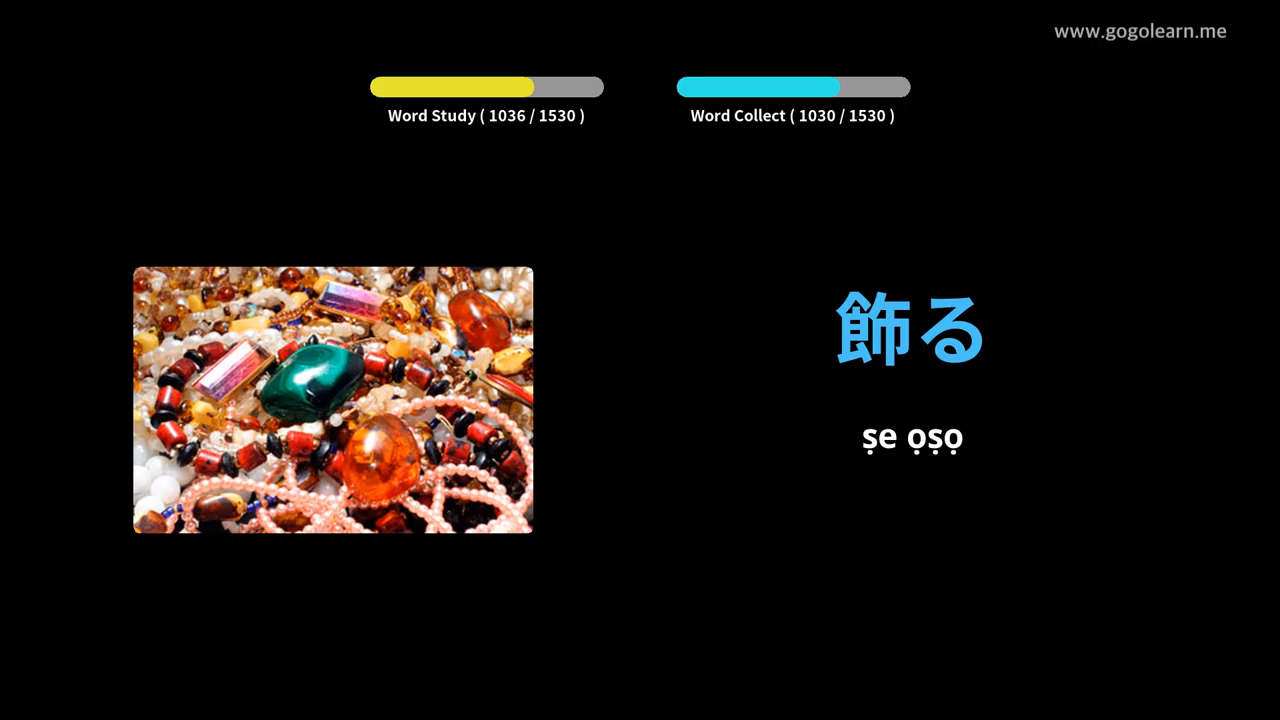 www.gogolearn.me
Word Study ( 1036 / 1530 )
Word Collect ( 1030 / 1530 )
飾る
ṣe ọṣọ